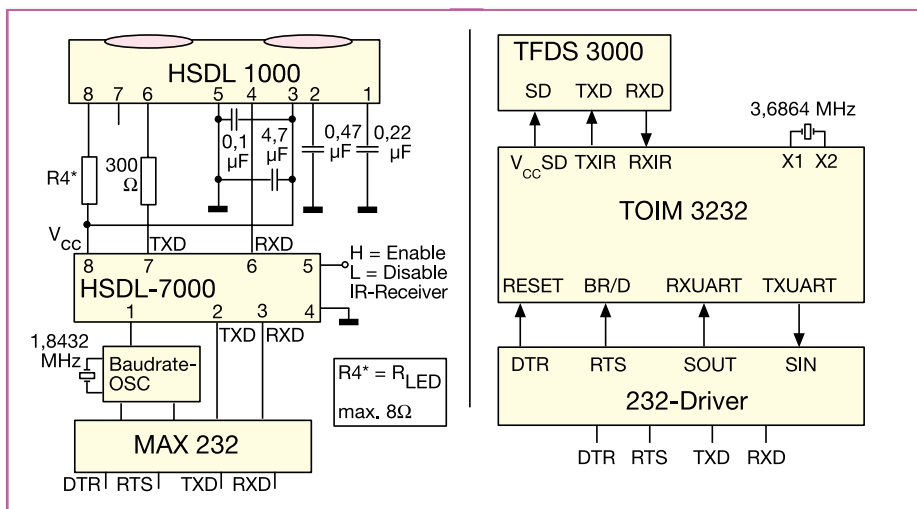 HSDL 1000
8 7 6 5 4 3 2 1
0,1 µF
4,7 µF
0,47 µF
0,22 µF
R4*
300 Ω
VCC
TXD
RXD
8 7 6 5
H = Enable
L = Disable
IR-Receiver
HSDL-7000
1 2 3 4
TXD RXD
1,8432 MHz
Baudrate-
OSC
R4* = RLED
max. 8Ω
MAX 232
DTR RTS TXD RXD
TFDS 3000
SD TXD RXD
3,6864 MHz
VCCSD TXIR RXIR X1 X2
TOIM 3232
RESET BR/D RXUART TXUART
DTR RTS SOUT SIN
232-Driver
DTR RTS TXD RXD